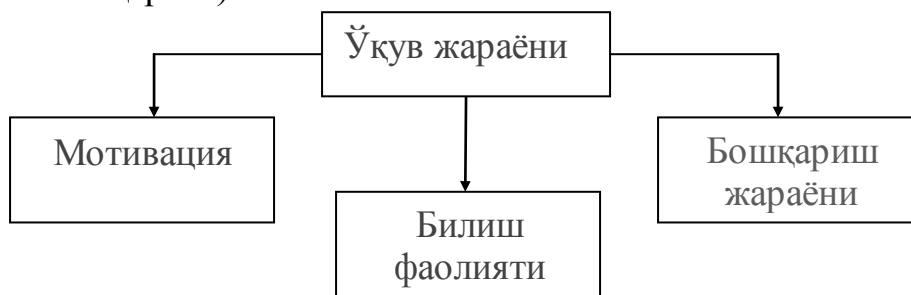 Ўқув жараёни
Мотивация
Бошқариш
жараёни
Билиш
фаолияти